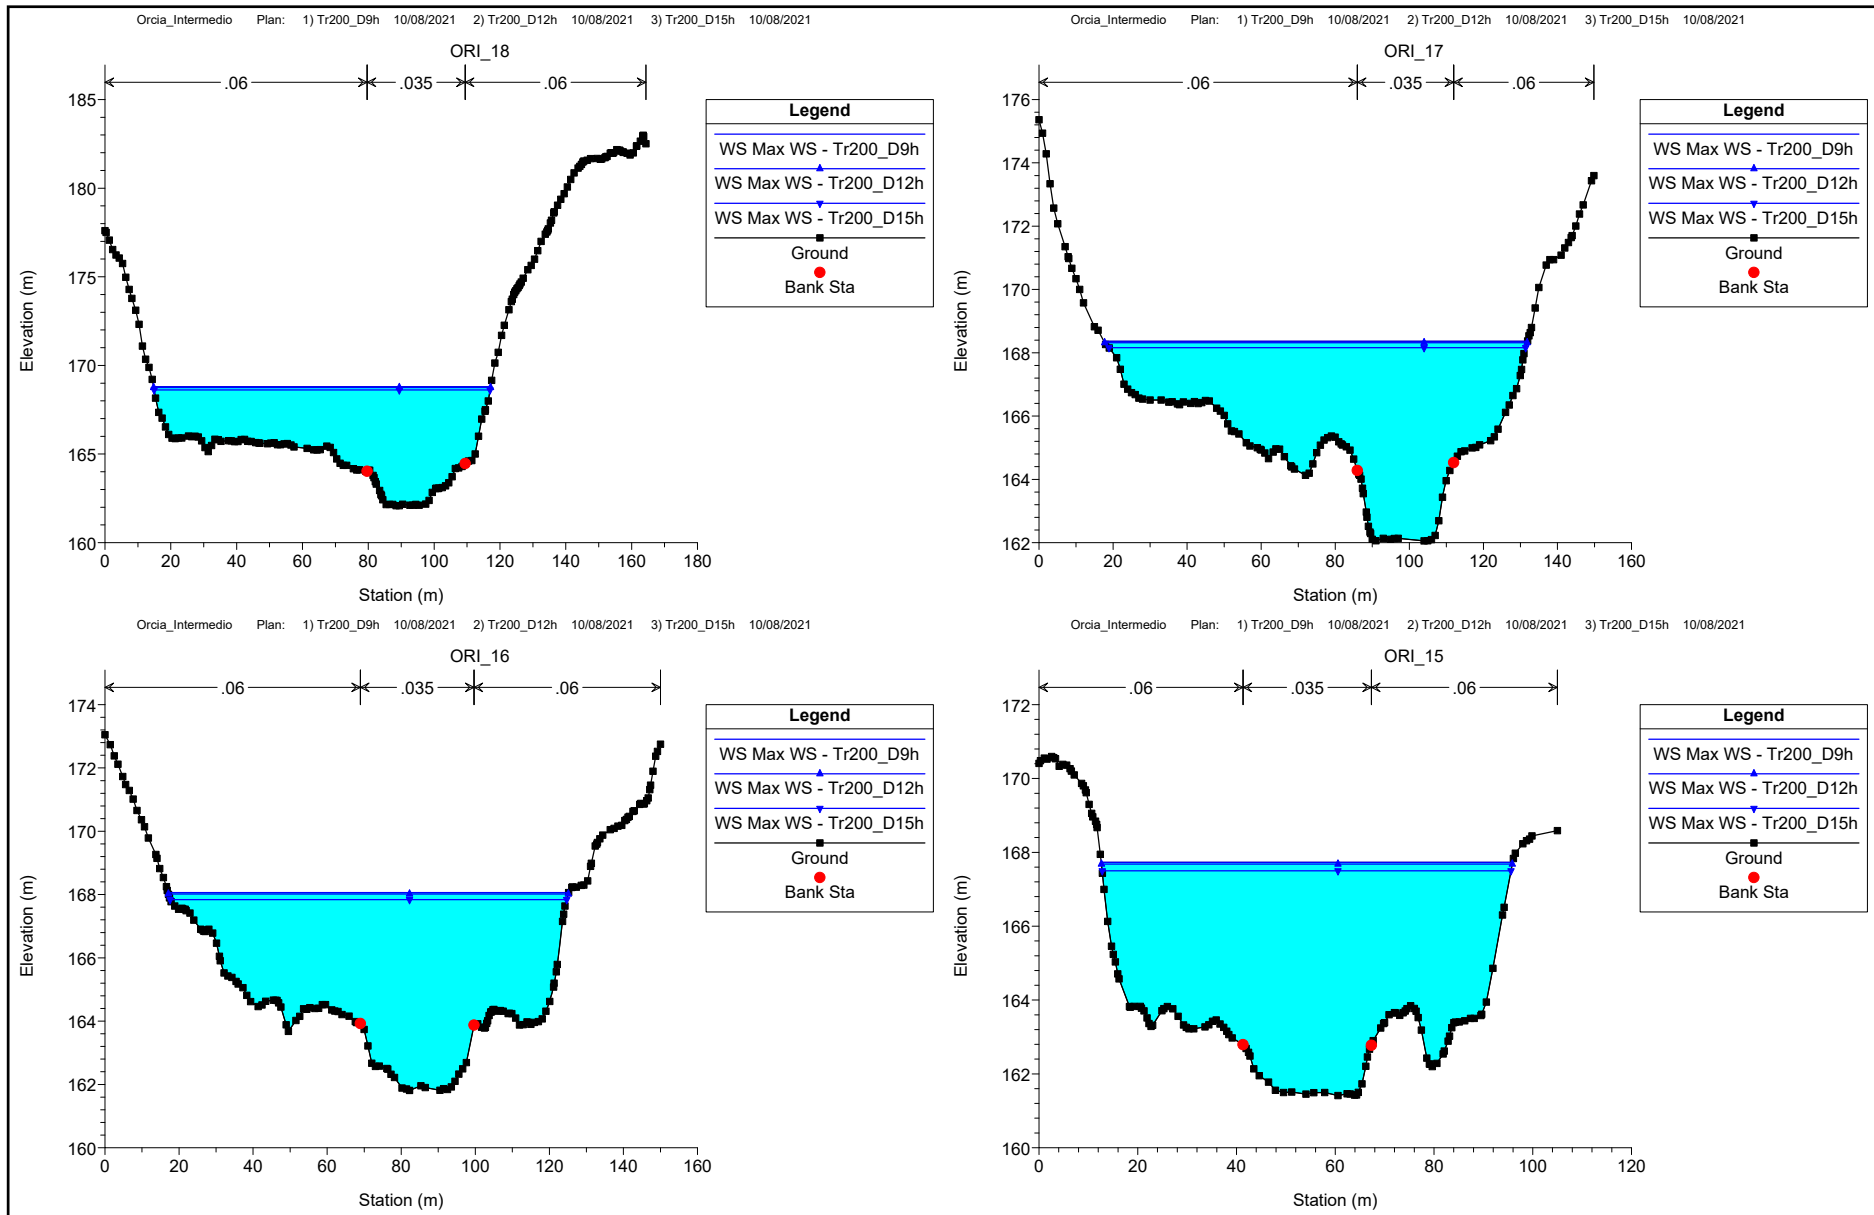 Orcia_Intermedio Plan: 1) Tr200_D9h 10/08/2021 2) Tr200_D12h 10/08/2021 3) Tr200_D15h 10/08/2021
ORI_18
.06 .035 .06
185
180
175
170
165
160
0 20 40 60 80 100 120 140 160 180
Elevation (m)
Station (m)
Legend
WS Max WS - Tr200_D9h
WS Max WS - Tr200_D12h
WS Max WS - Tr200_D15h
Ground
Bank Sta
Orcia_Intermedio Plan: 1) Tr200_D9h 10/08/2021 2) Tr200_D12h 10/08/2021 3) Tr200_D15h 10/08/2021
ORI_17
.06 .035 .06
176
174
172
170
168
166
164
162
0 20 40 60 80 100 120 140 160
Elevation (m)
Station (m)
Legend
WS Max WS - Tr200_D9h
WS Max WS - Tr200_D12h
WS Max WS - Tr200_D15h
Ground
Bank Sta
Orcia_Intermedio Plan: 1) Tr200_D9h 10/08/2021 2) Tr200_D12h 10/08/2021 3) Tr200_D15h 10/08/2021
ORI_16
.06 .035 .06
174
172
170
168
166
164
162
160
0 20 40 60 80 100 120 140 160
Elevation (m)
Station (m)
Legend
WS Max WS - Tr200_D9h
WS Max WS - Tr200_D12h
WS Max WS - Tr200_D15h
Ground
Bank Sta
Orcia_Intermedio Plan: 1) Tr200_D9h 10/08/2021 2) Tr200_D12h 10/08/2021 3) Tr200_D15h 10/08/2021
ORI_15
.06 .035 .06
172
170
168
166
164
162
160
0 20 40 60 80 100 120
Elevation (m)
Station (m)
Legend
WS Max WS - Tr200_D9h
WS Max WS - Tr200_D12h
WS Max WS - Tr200_D15h
Ground
Bank Sta